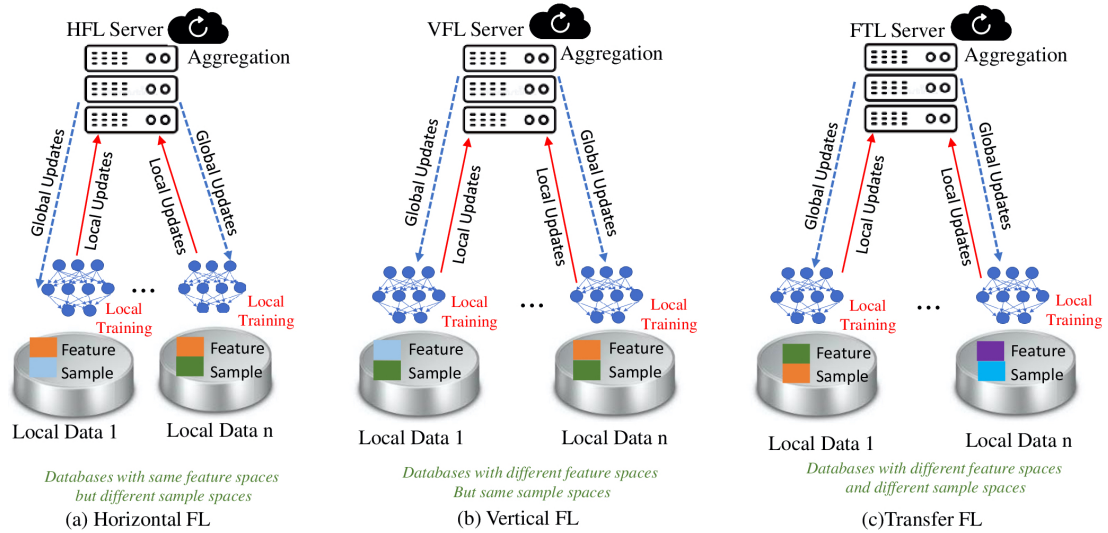 HFL Server
Aggregation
Global Updates
Local Updates
Local Updates
Global Updates
...
Local
Training
Local
Training
Feature
Sample
Feature
Sample
Local Data 1
Local Data n
Databases with same feature spaces
but different sample spaces
(a) Horizontal FL
VFL Server
Aggregation
Global Updates
Local Updates
Local Updates
Global Updates
...
Local
Training
Local
Training
Feature
Sample
Feature
Sample
Local Data 1
Local Data n
Databases with different feature spaces
But same sample spaces
(b) Vertical FL
FTL Server
Aggregation
Global Updates
Local Updates
Local Updates
Global Updates
...
Local
Training
Local
Training
Feature
Sample
Feature
Sample
Local Data 1
Local Data n
Databases with different feature spaces
and different sample spaces
(c)Transfer FL